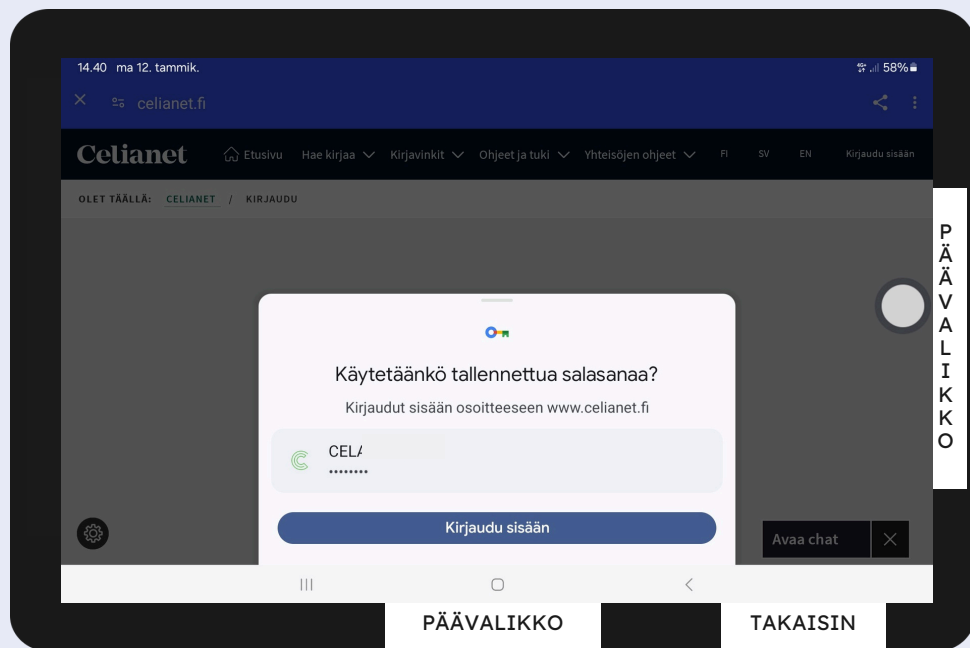 14.40 ma 12. tammik. 58%
celianet.fi
Celianet Etusivu Hae kirjaa Kirjavinkit Ohjeet ja tuki Yhteisöjen ohjeet FI SV EN Kirjaudu sisään
OLET TÄÄLLÄ: CELIANET / KIRJAUDU
Käytetäänkö tallennettua salasanaa?
Kirjaudut sisään osoitteeseen www.celianet.fi
CELA
••••••••
Kirjaudu sisään
Avaa chat
PÄÄVALIKKO
PÄÄVALIKKO TAKAISIN